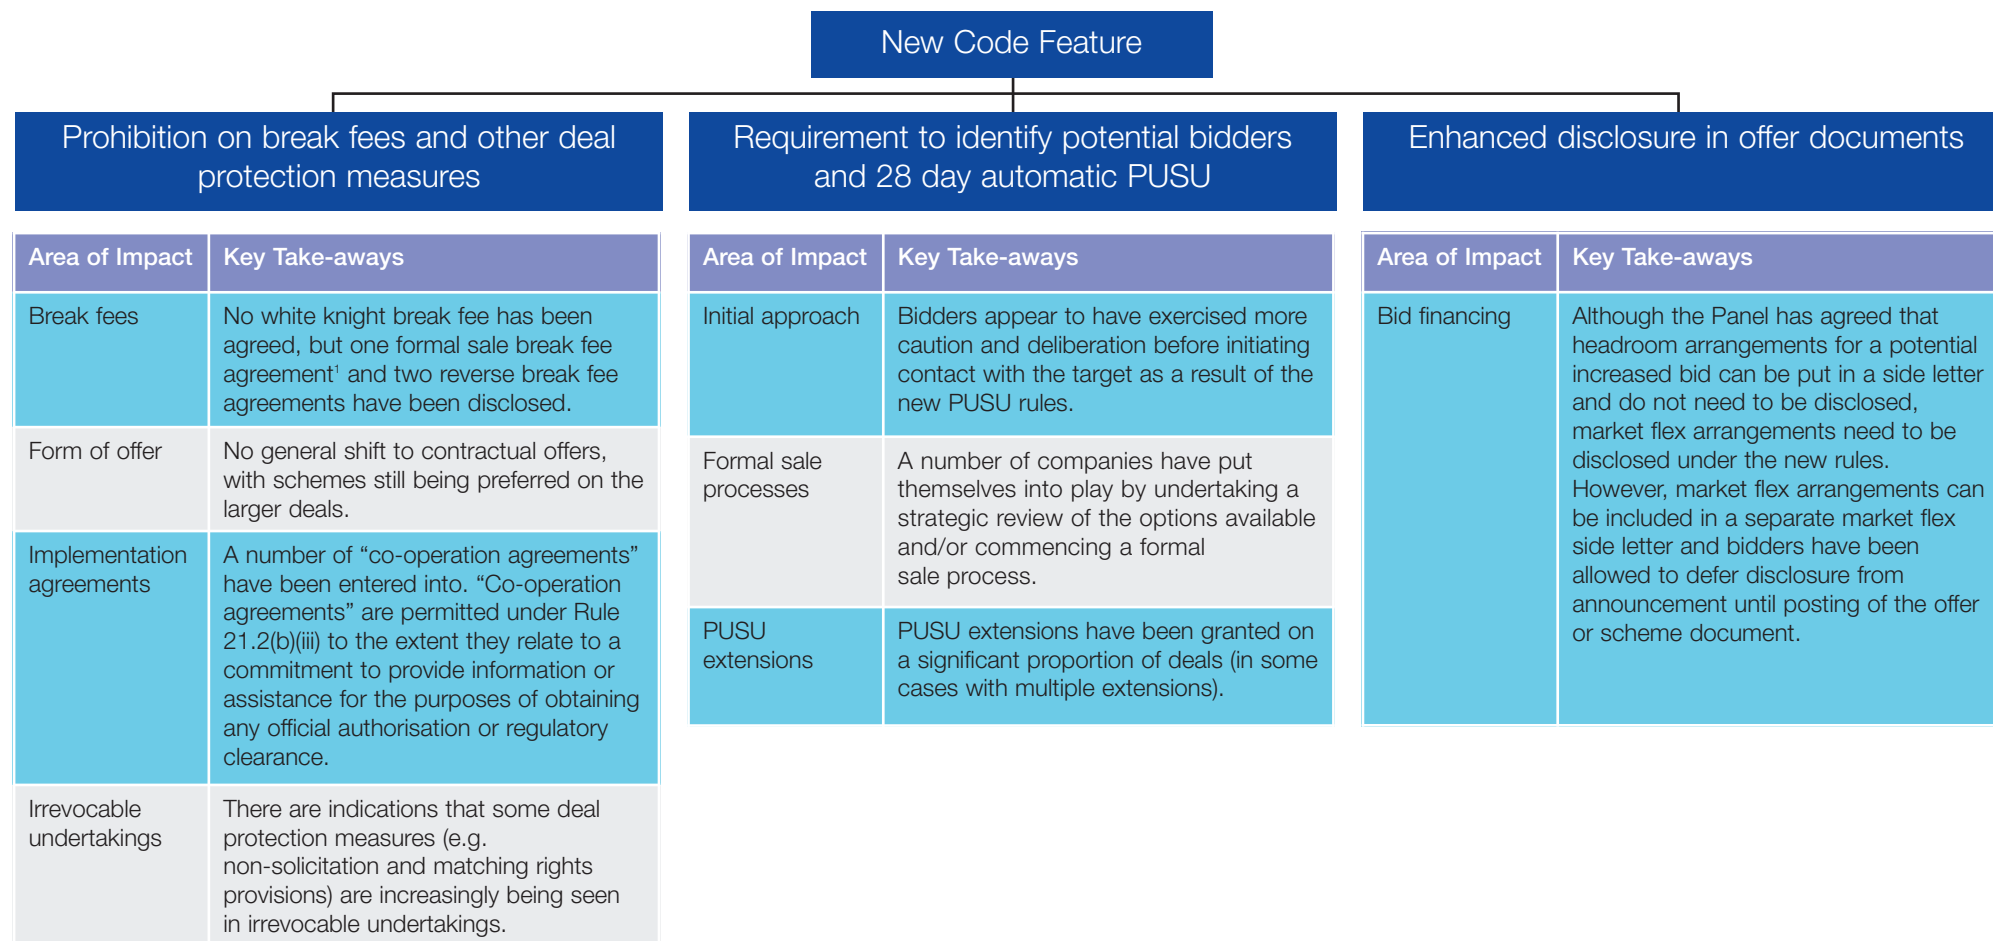 New Code Feature
Prohibition on break fees and other deal
protection measures
Area of Impact
Key Take-aways
Break fees
No white knight break fee has been
agreed, but one formal sale break fee
agreement¹ and two reverse break fee
agreements have been disclosed.
Form of offer
No general shift to contractual offers,
with schemes still being preferred on the
larger deals.
Implementation
agreements
A number of “co-operation agreements”
have been entered into. “Co-operation
agreements” are permitted under Rule
21.2(b)(iii) to the extent they relate to a
commitment to provide information or
assistance for the purposes of obtaining
any official authorisation or regulatory
clearance.
Irrevocable
undertakings
There are indications that some deal
protection measures (e.g.
non-solicitation and matching rights
provisions) are increasingly being seen
in irrevocable undertakings.
Requirement to identify potential bidders
and 28 day automatic PUSU
Area of Impact
Key Take-aways
Initial approach
Bidders appear to have exercised more
caution and deliberation before initiating
contact with the target as a result of the
new PUSU rules.
Formal sale
processes
A number of companies have put
themselves into play by undertaking a
strategic review of the options available
and/or commencing a formal
sale process.
PUSU
extensions
PUSU extensions have been granted on
a significant proportion of deals (in some
cases with multiple extensions).
Enhanced disclosure in offer documents
Area of Impact
Key Take-aways
Bid financing
Although the Panel has agreed that
headroom arrangements for a potential
increased bid can be put in a side letter
and do not need to be disclosed,
market flex arrangements need to be
disclosed under the new rules.
However, market flex arrangements can
be included in a separate market flex
side letter and bidders have been
allowed to defer disclosure from
announcement until posting of the offer
or scheme document.